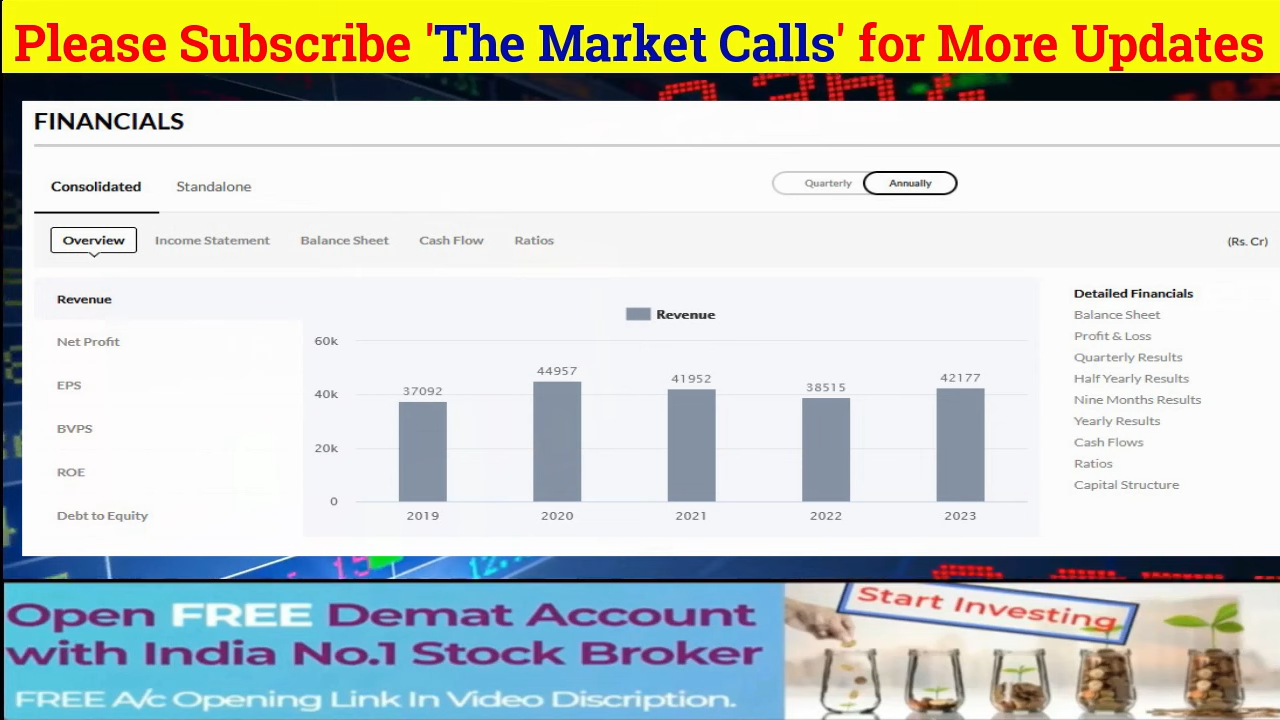 Please Subscribe 'The Market Calls' for More Updates
FINANCIALS
Consolidated Standalone Quarterly Annually
Overview Income Statement Balance Sheet Cash Flow Ratios (Rs. Cr)
Revenue
Net Profit
EPS
BVPS
ROE
Debt to Equity
Revenue
60k
40k
20k
0
37092 44957 41952 38515 42177
2019 2020 2021 2022 2023
Detailed Financials
Balance Sheet
Profit & Loss
Quarterly Results
Half Yearly Results
Nine Months Results
Yearly Results
Cash Flows
Ratios
Capital Structure
Open FREE Demat Account
with India No.1 Stock Broker
FREE A/c Opening Link In Video Discription.
Start Investing